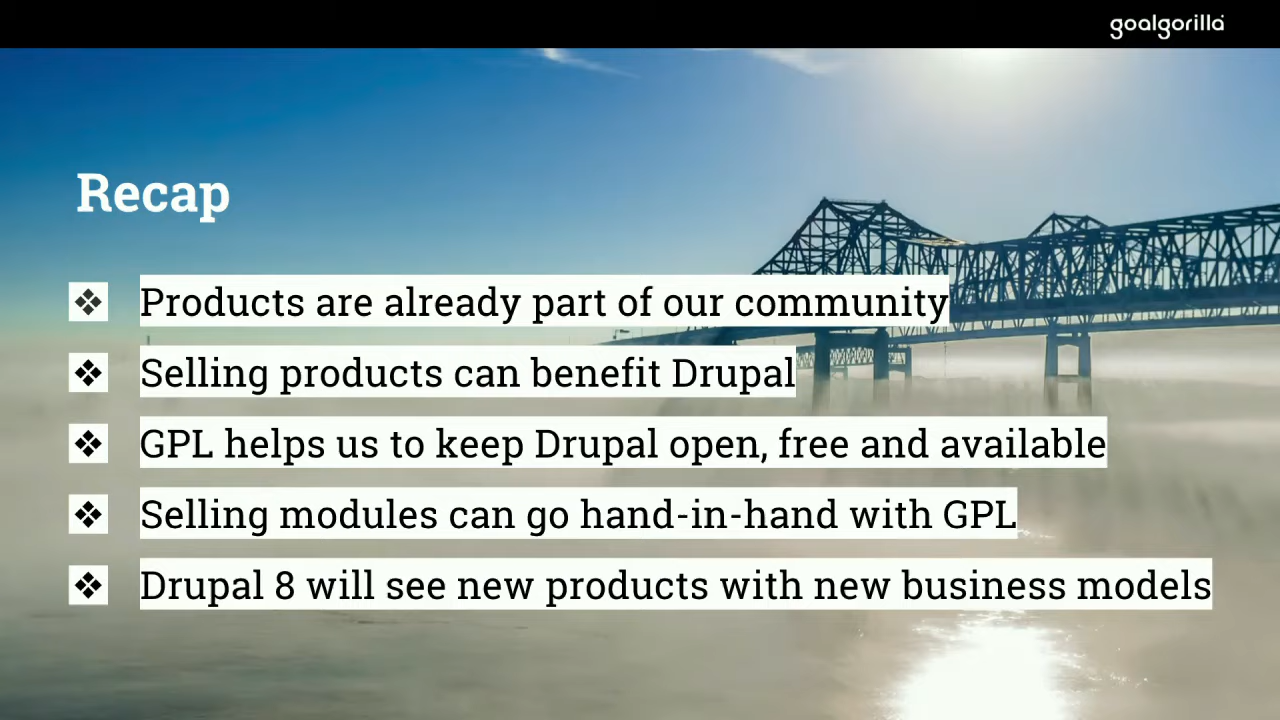 goalgorilla
Recap
❖ Products are already part of our community
❖ Selling products can benefit Drupal
❖ GPL helps us to keep Drupal open, free and available
❖ Selling modules can go hand-in-hand with GPL
❖ Drupal 8 will see new products with new business models